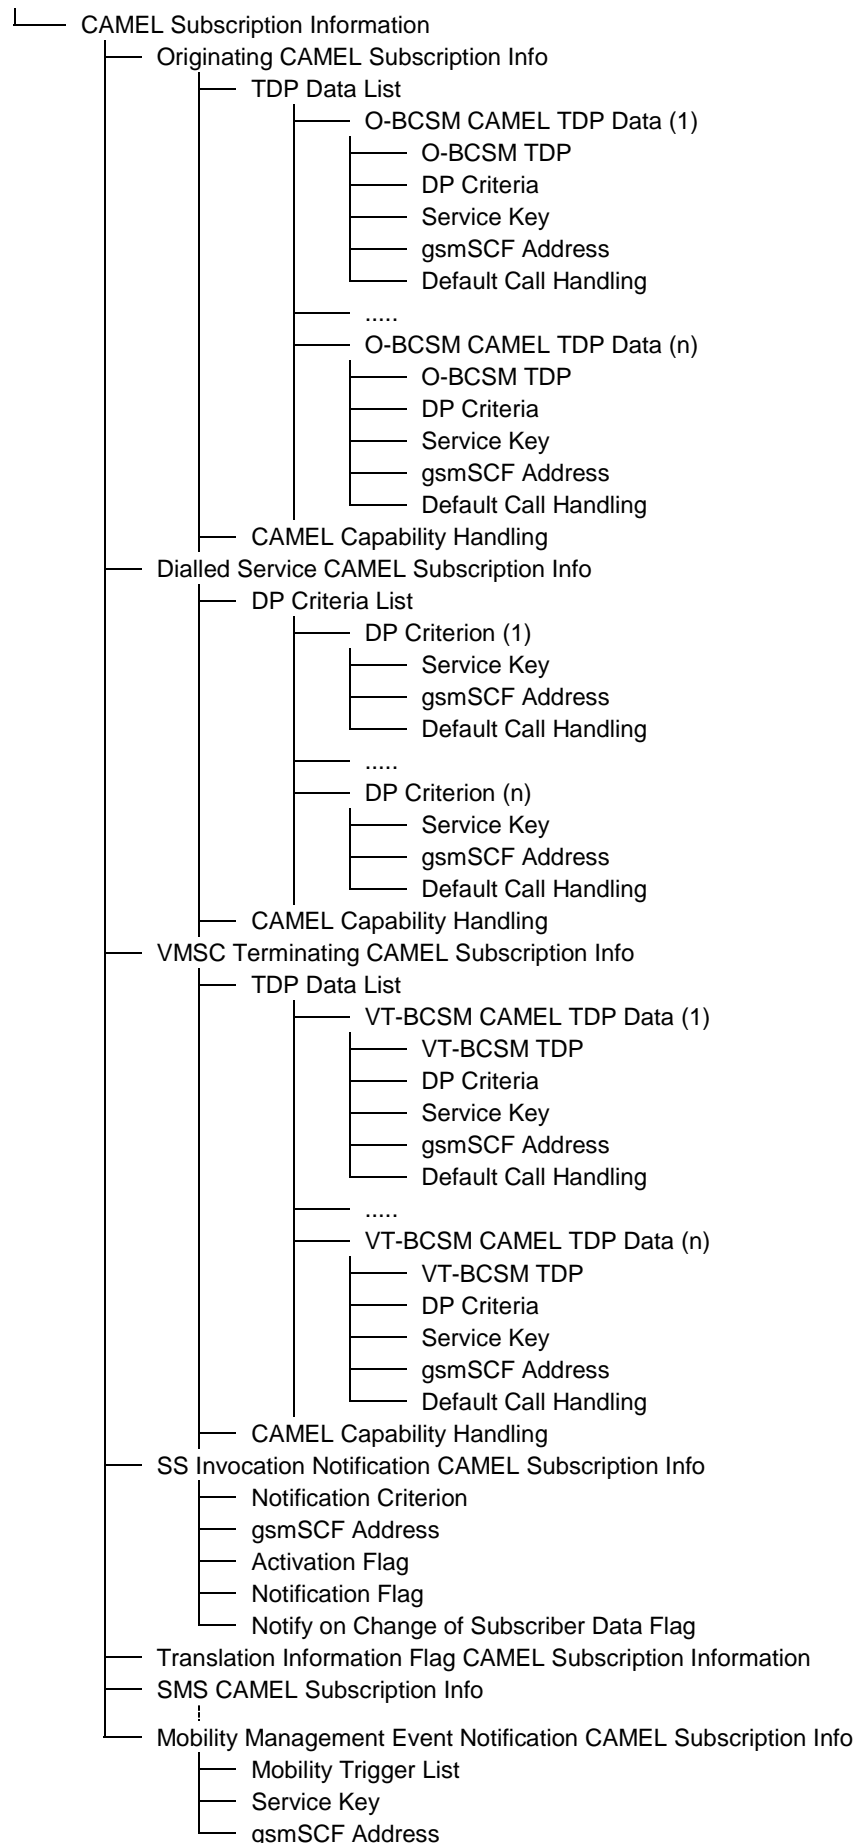 CAMEL Subscription Information
Originating CAMEL Subscription Info
TDP Data List
O-BCSM CAMEL TDP Data (1)
O-BCSM TDP
DP Criteria
Service Key
gsmSCF Address
Default Call Handling
.....
O-BCSM CAMEL TDP Data (n)
O-BCSM TDP
DP Criteria
Service Key
gsmSCF Address
Default Call Handling
CAMEL Capability Handling
Dialled Service CAMEL Subscription Info
DP Criteria List
DP Criterion (1)
Service Key
gsmSCF Address
Default Call Handling
.....
DP Criterion (n)
Service Key
gsmSCF Address
Default Call Handling
CAMEL Capability Handling
VMSC Terminating CAMEL Subscription Info
TDP Data List
VT-BCSM CAMEL TDP Data (1)
VT-BCSM TDP
DP Criteria
Service Key
gsmSCF Address
Default Call Handling
.....
VT-BCSM CAMEL TDP Data (n)
VT-BCSM TDP
DP Criteria
Service Key
gsmSCF Address
Default Call Handling
CAMEL Capability Handling
SS Invocation Notification CAMEL Subscription Info
Notification Criterion
gsmSCF Address
Activation Flag
Notification Flag
Notify on Change of Subscriber Data Flag
Translation Information Flag CAMEL Subscription Information
SMS CAMEL Subscription Info
Mobility Management Event Notification CAMEL Subscription Info
Mobility Trigger List
Service Key
gsmSCF Address